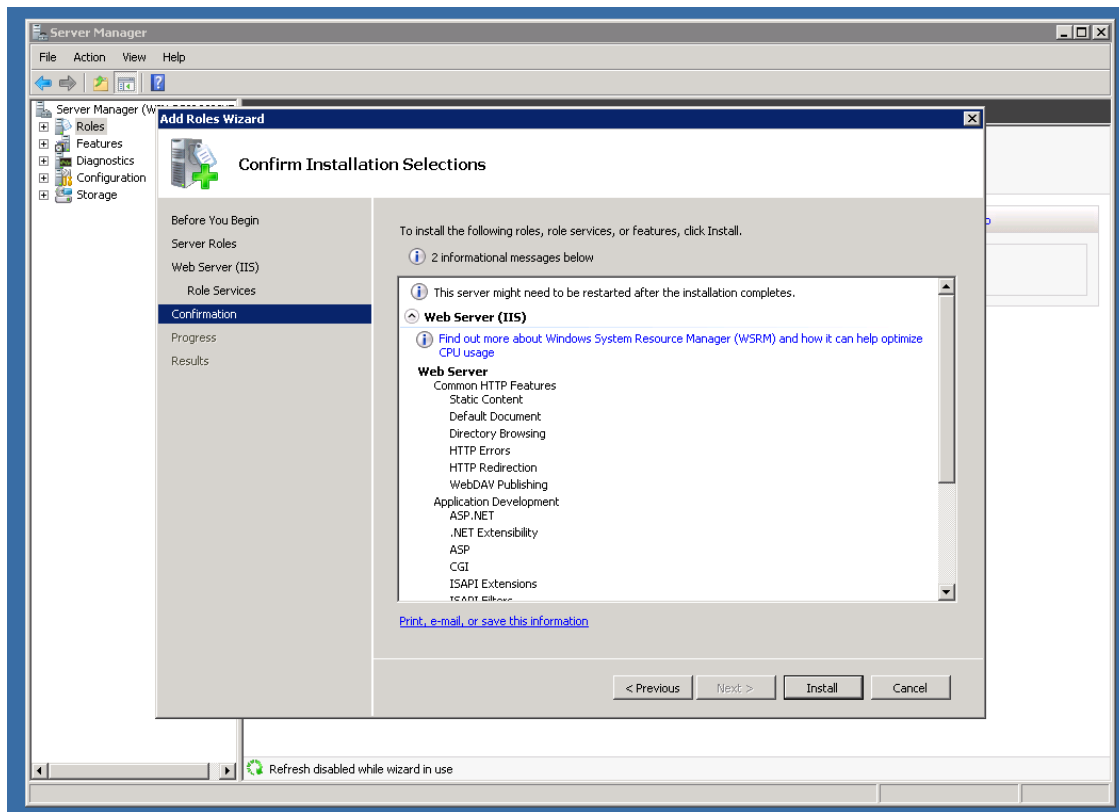 Server Manager
File Action View Help
Server Manager (W
Roles
Features
Diagnostics
Configuration
Storage
Add Roles Wizard
Confirm Installation Selections
Before You Begin
Server Roles
Web Server (IIS)
Role Services
Confirmation
Progress
Results
To install the following roles, role services, or features, click Install.
2 informational messages below
This server might need to be restarted after the installation completes.
Web Server (IIS)
Find out more about Windows System Resource Manager (WSRM) and how it can help optimize
CPU usage
Web Server
Common HTTP Features
Static Content
Default Document
Directory Browsing
HTTP Errors
HTTP Redirection
WebDAV Publishing
Application Development
ASP.NET
.NET Extensibility
ASP
CGI
ISAPI Extensions
ISAPI Filters
Print, e-mail, or save this information
< Previous Next > Install Cancel
Refresh disabled while wizard in use